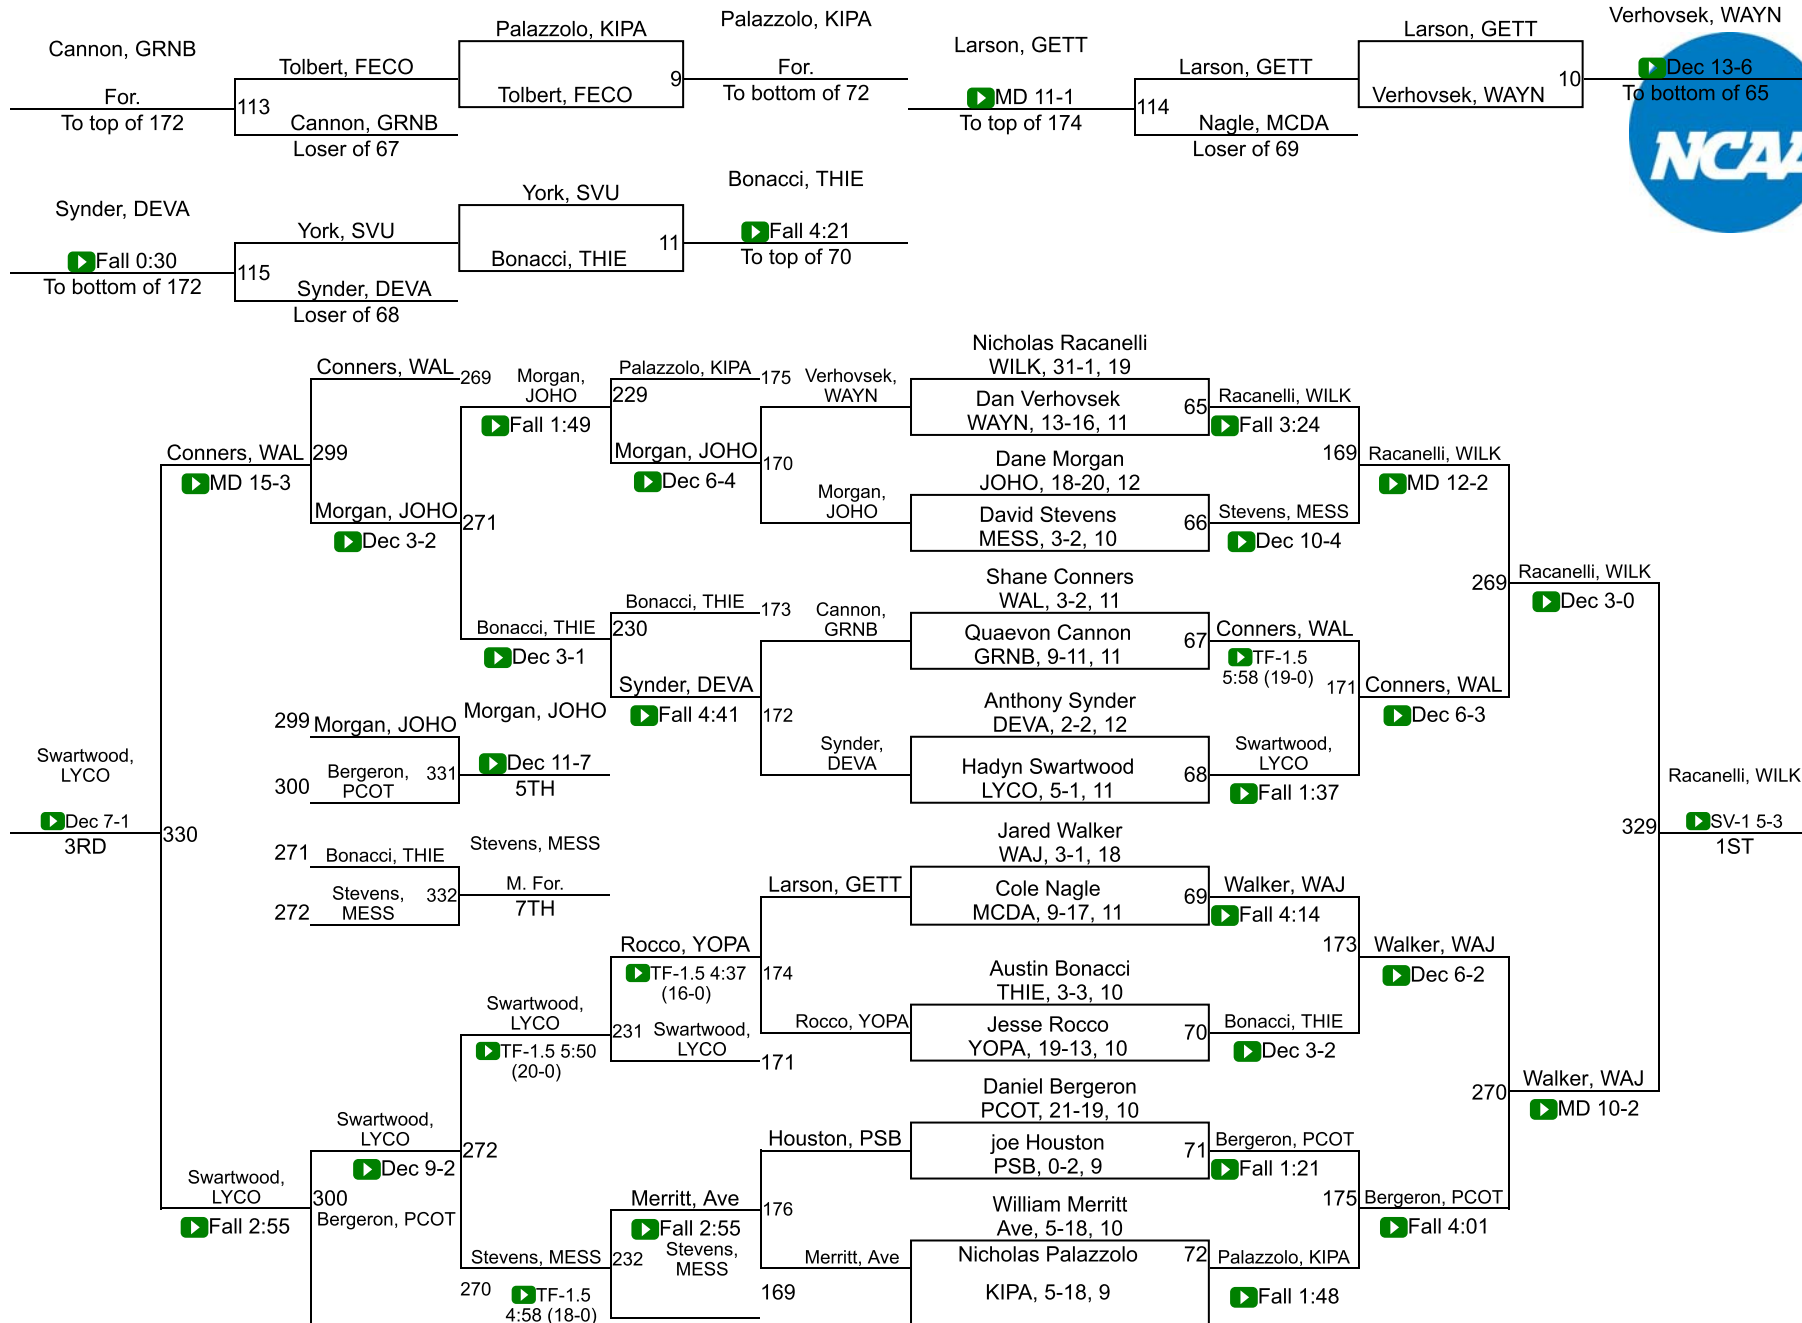 Cannon, GRNB
For.
To top of 172
113
Tolbert, FECO
Cannon, GRNB
Loser of 67
Palazzolo, KIPA
Tolbert, FECO
9
Palazzolo, KIPA
For.
To bottom of 72
Larson, GETT
MD 11-1
To top of 174
114
Larson, GETT
Nagle, MCDA
Loser of 69
Larson, GETT
Verhovsek, WAYN
10
Verhovsek, WAYN
Dec 13-6
To bottom of 65
NCAA
Synder, DEVA
Fall 0:30
To bottom of 172
115
York, SVU
Synder, DEVA
Loser of 68
York, SVU
Bonacci, THIE
11
Bonacci, THIE
Fall 4:21
To top of 70
Swartwood,
LYCO
Dec 7-1
3RD
330
Conners, WAL
MD 15-3
299
Conners, WAL
269
Morgan, JOHO
Dec 3-2
271
Morgan,
JOHO
Fall 1:49
229
Palazzolo, KIPA
175
Morgan, JOHO
Dec 6-4
170
Verhovsek,
WAYN
Morgan,
JOHO
Bonacci, THIE
Dec 3-1
230
Bonacci, THIE
173
Synder, DEVA
Fall 4:41
172
Cannon,
GRNB
Synder,
DEVA
299
Morgan, JOHO
300
Bergeron,
PCOT
331
Morgan, JOHO
Dec 11-7
5TH
271
Bonacci, THIE
272
Stevens,
MESS
332
Stevens, MESS
M. For.
7TH
Swartwood,
LYCO
Fall 2:55
300
Swartwood,
LYCO
Dec 9-2
Bergeron, PCOT
270
272
Swartwood,
LYCO
TF-1.5 5:50
(20-0)
231
Rocco, YOPA
TF-1.5 4:37
(16-0)
Swartwood,
LYCO
171
174
Larson, GETT
Rocco, YOPA
Stevens, MESS
TF-1.5
4:58 (18-0)
232
Merritt, Ave
Fall 2:55
Stevens,
MESS
169
176
Houston, PSB
Merritt, Ave
Nicholas Racanelli
WILK, 31-1, 19
Dan Verhovsek
WAYN, 13-16, 11
65
Racanelli, WILK
Fall 3:24
Dane Morgan
JOHO, 18-20, 12
David Stevens
MESS, 3-2, 10
66
Stevens, MESS
Dec 10-4
169
Racanelli, WILK
MD 12-2
Shane Conners
WAL, 3-2, 11
Quaevon Cannon
GRNB, 9-11, 11
67
Conners, WAL
TF-1.5
5:58 (19-0)
Anthony Synder
DEVA, 2-2, 12
Hadyn Swartwood
LYCO, 5-1, 11
68
Swartwood,
LYCO
Fall 1:37
171
Conners, WAL
Dec 6-3
269
Racanelli, WILK
Dec 3-0
Jared Walker
WAJ, 3-1, 18
Cole Nagle
MCDA, 9-17, 11
69
Walker, WAJ
Fall 4:14
Austin Bonacci
THIE, 3-3, 10
Jesse Rocco
YOPA, 19-13, 10
70
Bonacci, THIE
Dec 3-2
173
Walker, WAJ
Dec 6-2
Daniel Bergeron
PCOT, 21-19, 10
joe Houston
PSB, 0-2, 9
71
Bergeron, PCOT
Fall 1:21
William Merritt
Ave, 5-18, 10
Nicholas Palazzolo
KIPA, 5-18, 9
72
Palazzolo, KIPA
Fall 1:48
175
Bergeron, PCOT
Fall 4:01
270
Walker, WAJ
MD 10-2
329
Racanelli, WILK
SV-1 5-3
1ST